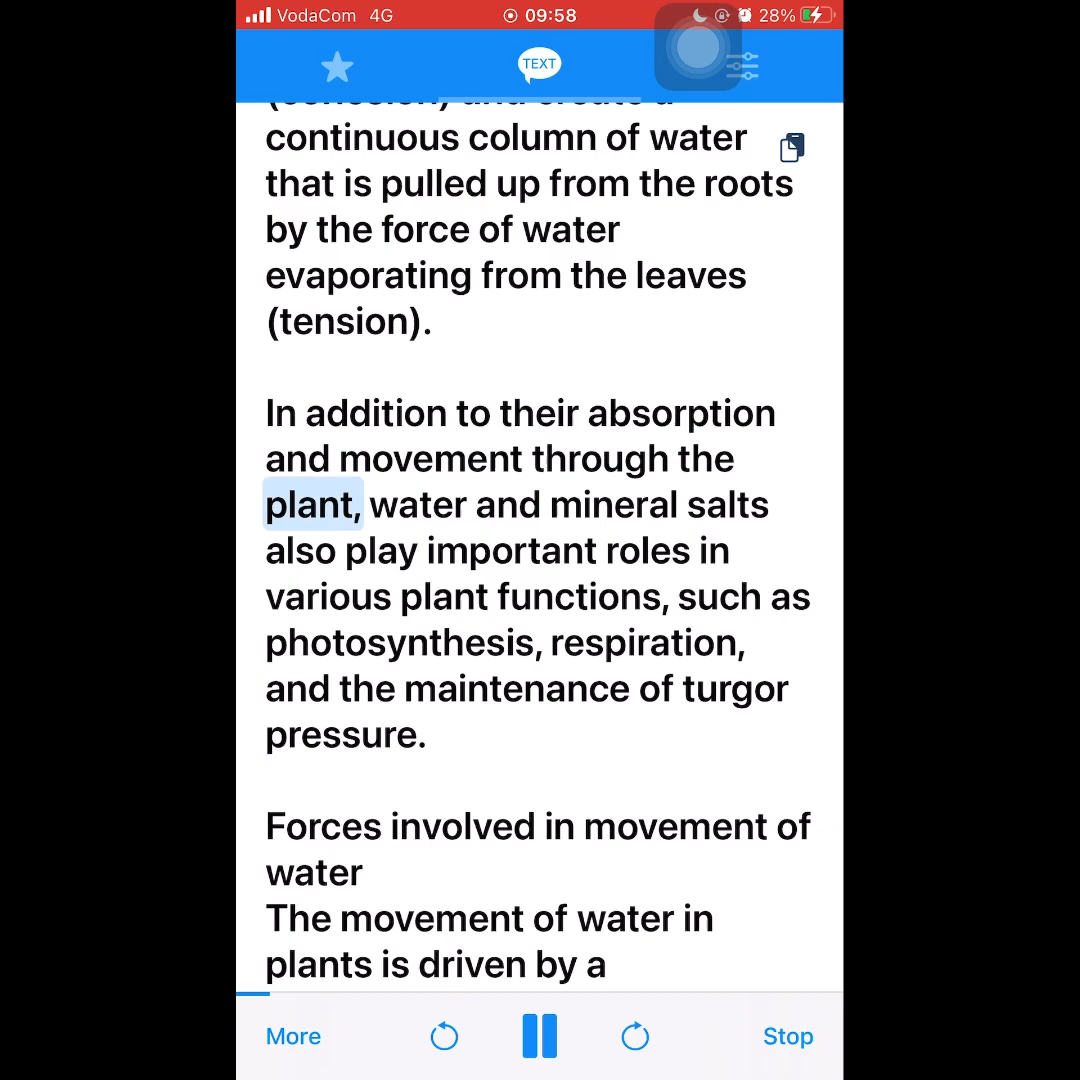 VodaCom 4G 09:58 28%
TEXT
continuous column of water
that is pulled up from the roots
by the force of water
evaporating from the leaves
(tension).
In addition to their absorption
and movement through the
plant, water and mineral salts
also play important roles in
various plant functions, such as
photosynthesis, respiration,
and the maintenance of turgor
pressure.
Forces involved in movement of
water
The movement of water in
plants is driven by a
More Stop